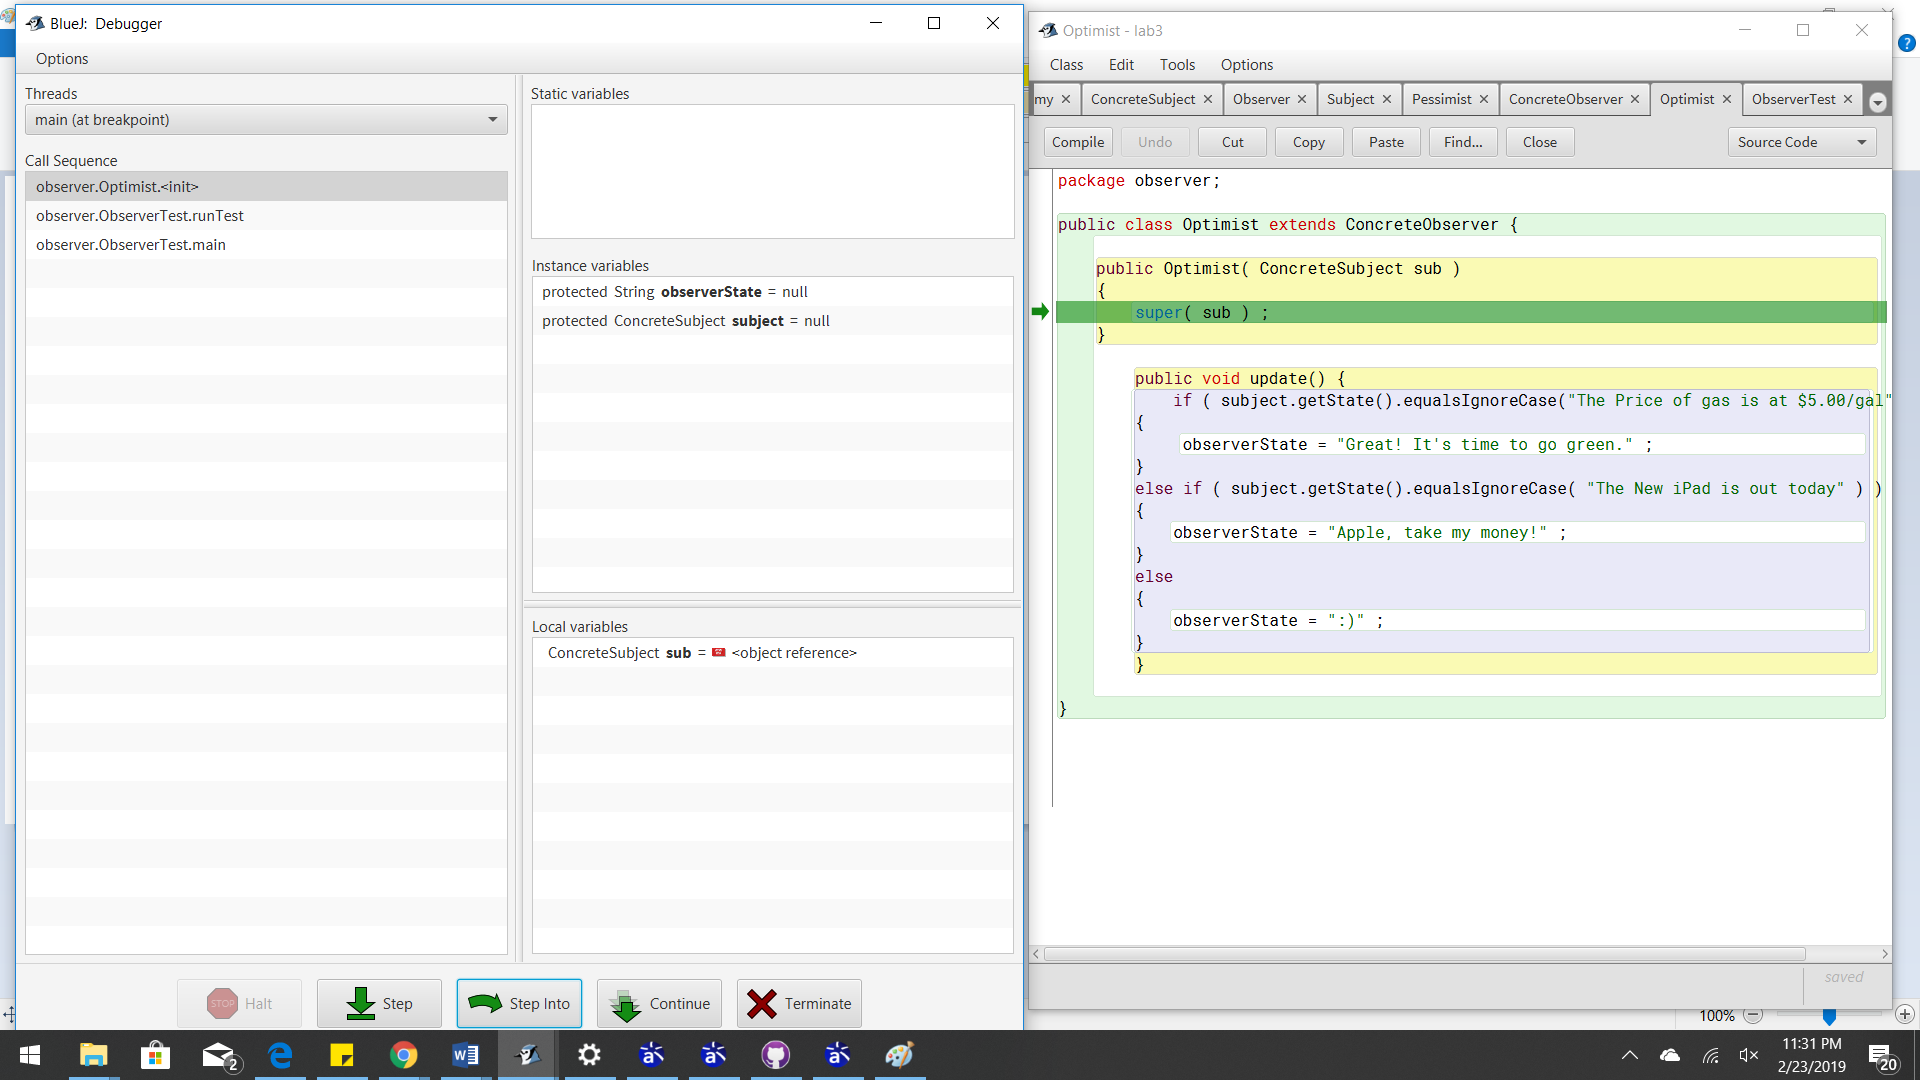 BlueJ: Debugger
Options
Threads
main (at breakpoint)
Call Sequence
observer.Optimist.<init>
observer.ObserverTest.runTest
observer.ObserverTest.main
Static variables
Instance variables
protected String observerState = null
protected ConcreteSubject subject = null
Local variables
ConcreteSubject sub = <object reference>
STOP Halt
Step
Step Into
Continue
Terminate
Optimist - lab3
Class Edit Tools Options
my × ConcreteSubject × Observer × Subject × Pessimist × ConcreteObserver × Optimist × ObserverTest ×
Compile Undo Cut Copy Paste Find... Close Source Code
package observer;
public class Optimist extends ConcreteObserver {
public Optimist( ConcreteSubject sub )
{
super( sub ) ;
}
public void update() {
if ( subject.getState().equalsIgnoreCase("The Price of gas is at $5.00/gal"
{
observerState = "Great! It's time to go green." ;
}
else if ( subject.getState().equalsIgnoreCase( "The New iPad is out today" ) )
{
observerState = "Apple, take my money!" ;
}
else
{
observerState = ":)" ;
}
}
}
saved
100%
2
11:31 PM
2/23/2019
20